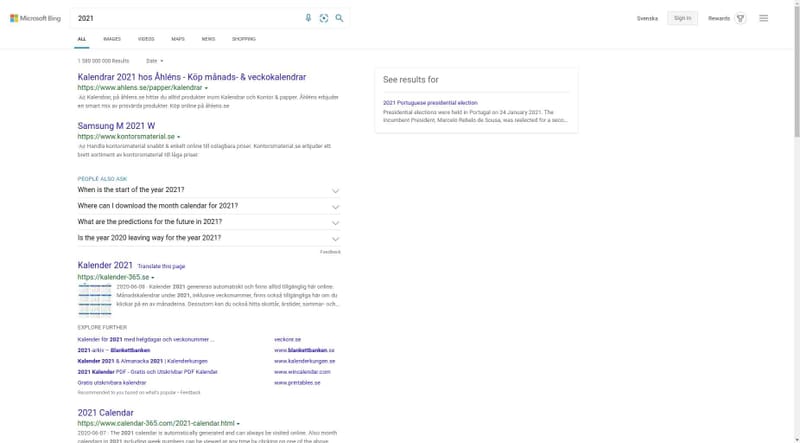 Microsoft Bing
2021
Svenska
Sign in
Rewards
ALL
IMAGES
VIDEOS
MAPS
NEWS
SHOPPING
1 580 000 000 Results
Date
Kalendrar 2021 hos Åhléns - Köp månads- & veckokalendrar
https://www.ahlens.se/papper/kalendrar
Ad Kalendrar, på åhlens.se hittar du alltid produkter inom Kalendrar och Kontor & papper. Åhléns erbjuder
en smart mix av prisvärda produkter. Köp online på åhlens.se
Samsung M 2021 W
https://www.kontorsmaterial.se
Ad Handla kontorsmaterial snabbt & enkelt online till oslagbara priser. Kontorsmaterial.se erbjuder ett
brett sortiment av kontorsmaterial till låga priser.
PEOPLE ALSO ASK
When is the start of the year 2021?
Where can I download the month calendar for 2021?
What are the predictions for the future in 2021?
Is the year 2020 leaving way for the year 2021?
Feedback
Kalender 2021 Translate this page
https://kalender-365.se
2020-06-08 · Kalender 2021 genereras automatiskt och finns alltid tillgänglig här online.
Månadskalendrar under 2021, inklusive veckonummer, finns också tillgängliga här om du
klickar på en av månaderna. Dessutom kan du också hitta skottår, årstider, sommar- och...
EXPLORE FURTHER
Kalender för 2021 med helgdagar och veckonummer ... veckonr.se
2021-arkiv – Blankettbanken www.blankettbanken.se
Kalender 2021 & Almanacka 2021 | Kalenderkungen www.kalenderkungen.se
2021 Kalender PDF - Gratis och Utskrivbar PDF Kalender www.wincalendar.com
Gratis utskrivbara kalendrar www.printables.se
Recommended to you based on what's popular • Feedback
2021 Calendar
https://www.calendar-365.com/2021-calendar.html
2020-06-07 · The 2021 calendar is automatically generated and can always be visited online. Also month
calendars in 2021 including week numbers can be viewed at any time by clicking on one of the above
See results for
2021 Portuguese presidential election
Presidential elections were held in Portugal on 24 January 2021. The
incumbent President, Marcelo Rebelo de Sousa, was reelected for a seco...